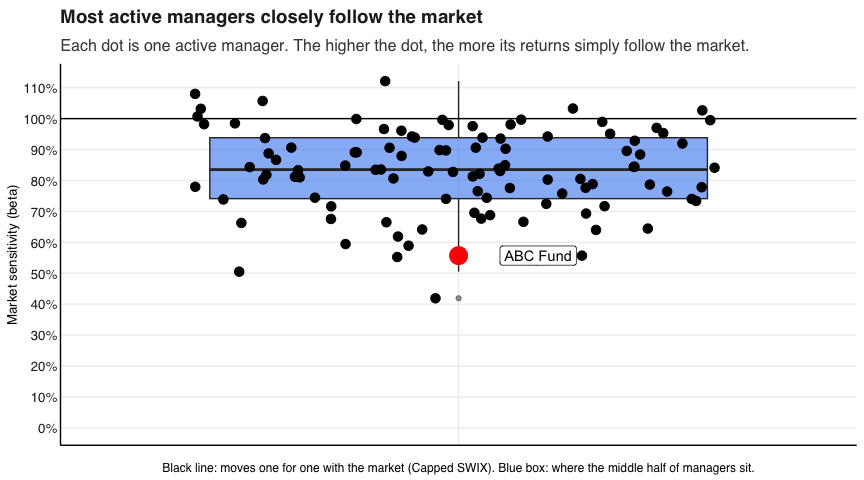 Most active managers closely follow the market
Each dot is one active manager. The higher the dot, the more its returns simply follow the market.
Market sensitivity (beta)
110%
100%
90%
80%
70%
60%
50%
40%
30%
20%
10%
0%
ABC Fund
Black line: moves one for one with the market (Capped SWIX). Blue box: where the middle half of managers sit.